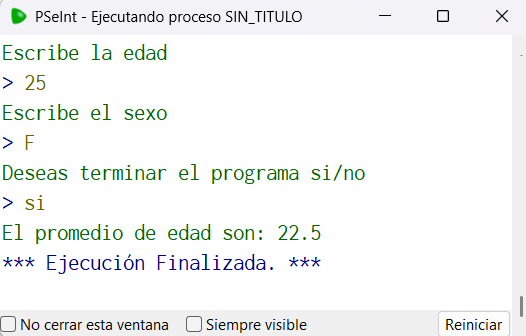 PSeInt - Ejecutando proceso SIN_TITULO
Escribe la edad
> 25
Escribe el sexo
> F
Deseas terminar el programa si/no
> si
El promedio de edad son: 22.5
*** Ejecución Finalizada. ***
No cerrar esta ventana Siempre visible Reiniciar